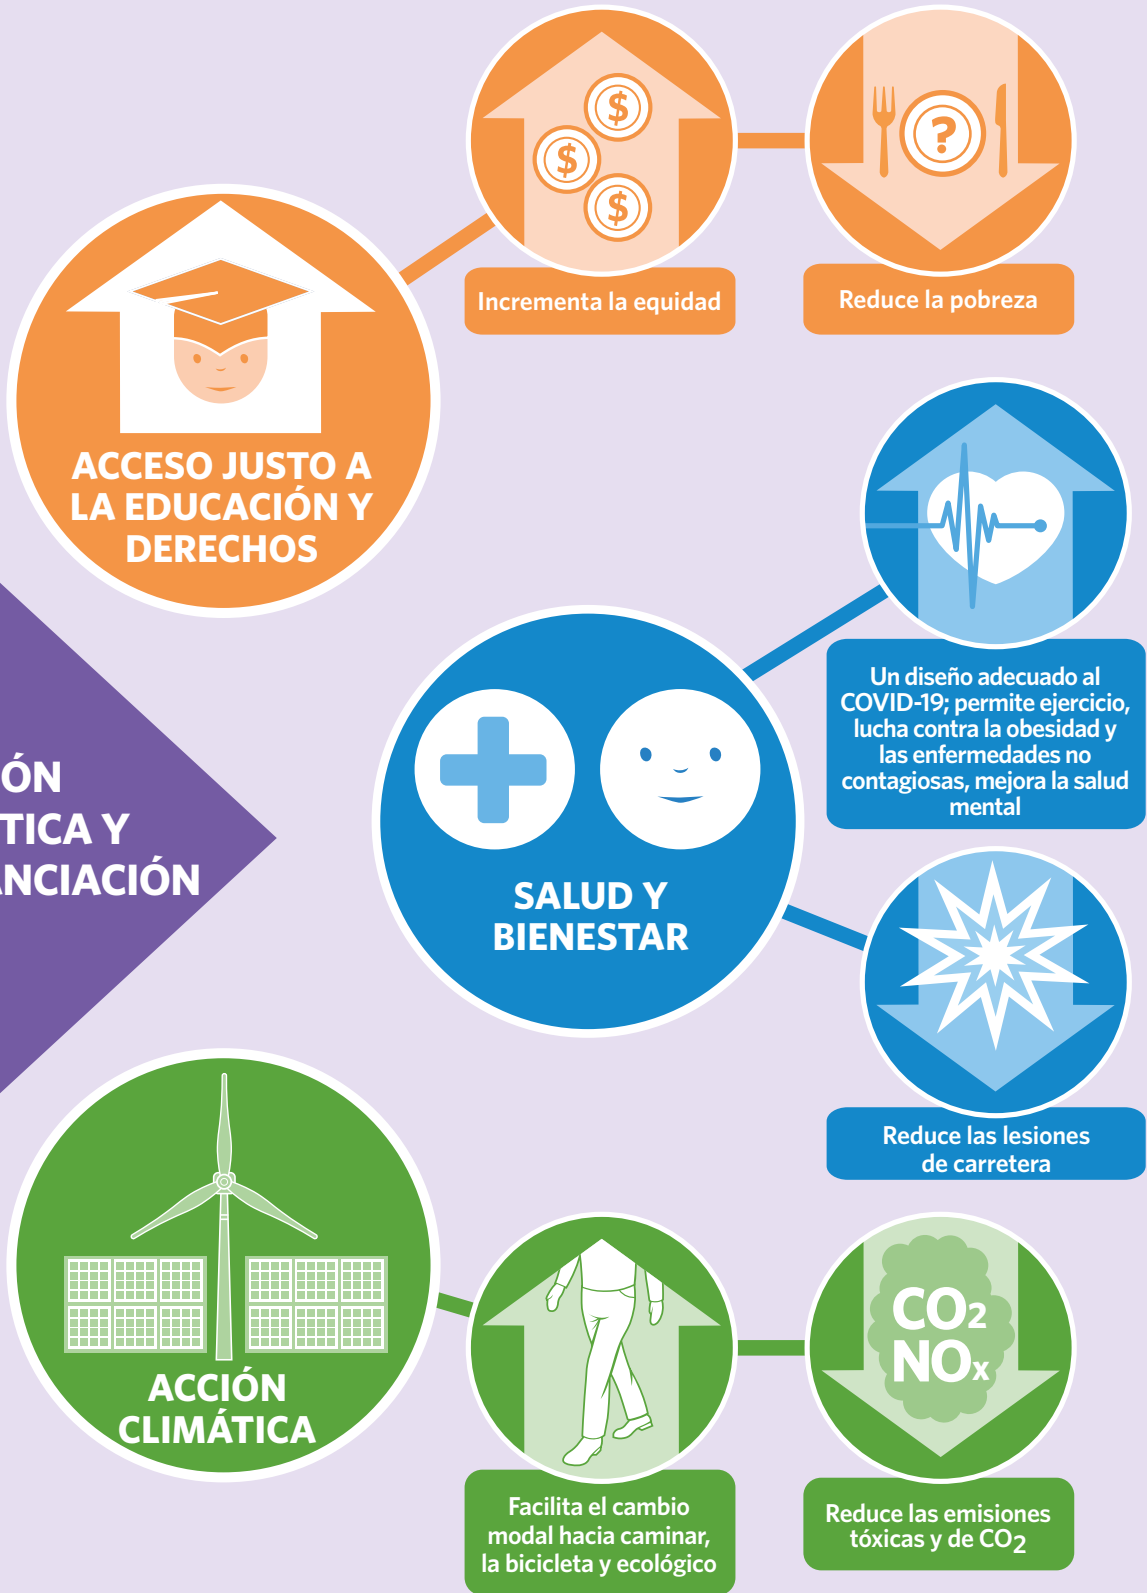 $
$
$
?
Incrementa la equidad
Reduce la pobreza
ACCESO JUSTO A
LA EDUCACIÓN Y
DERECHOS
Un diseño adecuado al
COVID-19; permite ejercicio,
lucha contra la obesidad y
las enfermedades no
contagiosas, mejora la salud
mental
SALUD Y
BIENESTAR
Reduce las lesiones
de carretera
ACCIÓN
CLIMÁTICA
CO2
NOx
Facilita el cambio
modal hacia caminar,
la bicicleta y ecológico
Reduce las emisiones
tóxicas y de CO2